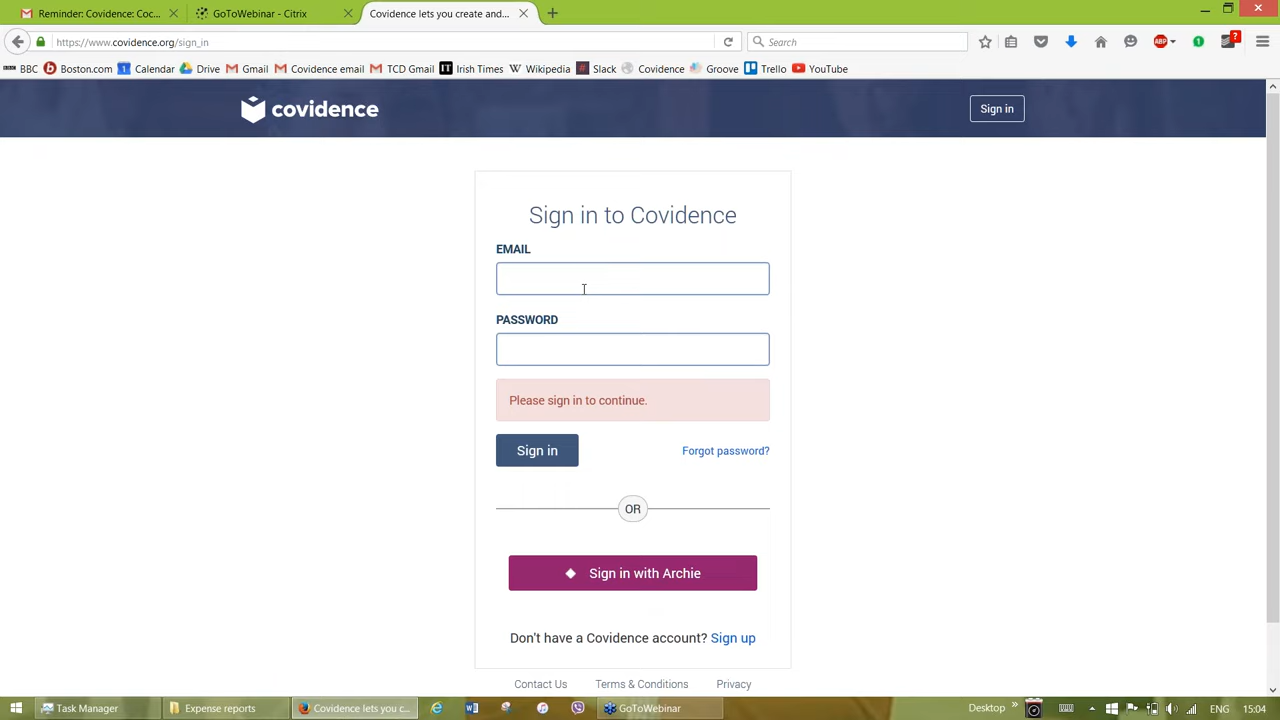 Reminder: Covidence: Coc...
GoToWebinar - Citrix
Covidence lets you create and...
https://www.covidence.org/sign_in
Search
ABP
1
?
BBC
Boston.com
Calendar
Drive
Gmail
Covidence email
TCD Gmail
Irish Times
Wikipedia
Slack
Covidence
Groove
Trello
YouTube
covidence
Sign in
Sign in to Covidence
EMAIL
PASSWORD
Please sign in to continue.
Sign in
Forgot password?
OR
Sign in with Archie
Don't have a Covidence account? Sign up
Contact Us
Terms & Conditions
Privacy
Task Manager
Expense reports
Covidence lets you c...
GoToWebinar
Desktop
ENG
15:04